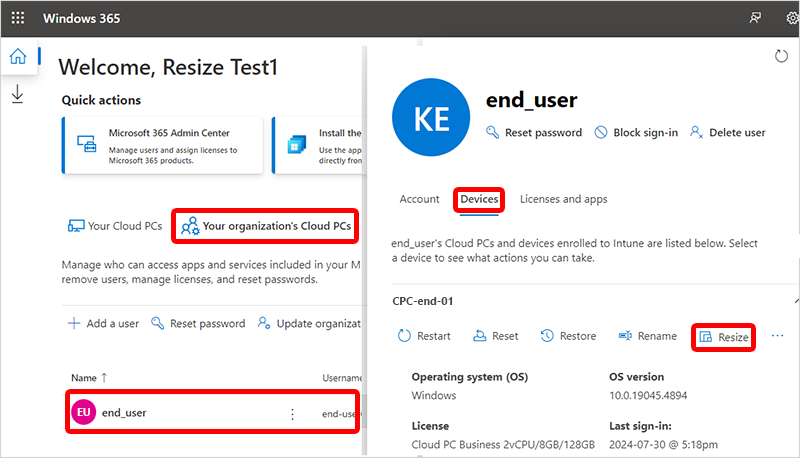 Windows 365
Welcome, Resize Test1
Quick actions
Microsoft 365 Admin Center
Manage users and assign licenses to
Microsoft 365 products.
Install the
Use the app
directly from
Your Cloud PCs
Your organization's Cloud PCs
Manage who can access apps and services included in your M
remove users, manage licenses, and reset passwords.
Add a user
Reset password
Update organizat
Name ↑
Username
EU
end_user
end-user
KE
end_user
Reset password
Block sign-in
Delete user
Account
Devices
Licenses and apps
end_user's Cloud PCs and devices enrolled to Intune are listed below. Select
a device to see what actions you can take.
CPC-end-01
Restart
Reset
Restore
Rename
Resize
Operating system (OS)
Windows
OS version
10.0.19045.4894
License
Cloud PC Business 2vCPU/8GB/128GB
Last sign-in:
2024-07-30 @ 5:18pm